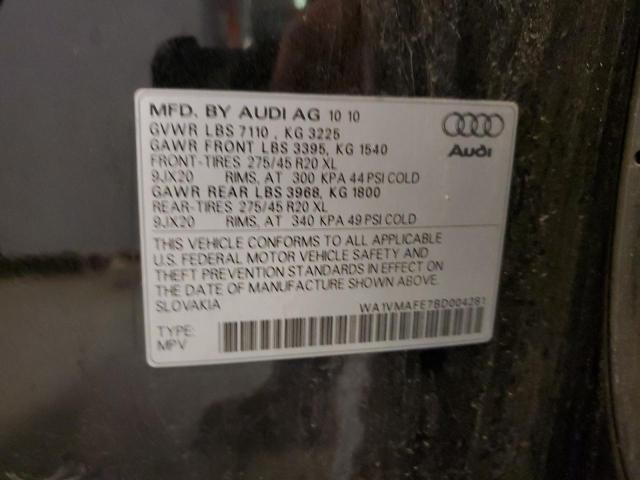 MFD. BY AUDI AG 10 10
GVWR LBS 7110 , KG 3225
GAWR FRONT LBS 3395, KG 1540
FRONT-TIRES 275/45 R20 XL
9JX20 RIMS, AT 300 KPA 44 PSI COLD
GAWR REAR LBS 3968, KG 1800
REAR-TIRES 275/45 R20 XL
9JX20 RIMS, AT 340 KPA 49 PSI COLD
Audi
THIS VEHICLE CONFORMS TO ALL APPLICABLE
U.S. FEDERAL MOTOR VEHICLE SAFETY AND
THEFT PREVENTION STANDARDS IN EFFECT ON
THE DATE OF MANUFACTURE SHOWN ABOVE.
SLOVAKIA
WA1VMAFE7BD004281
TYPE:
MPV